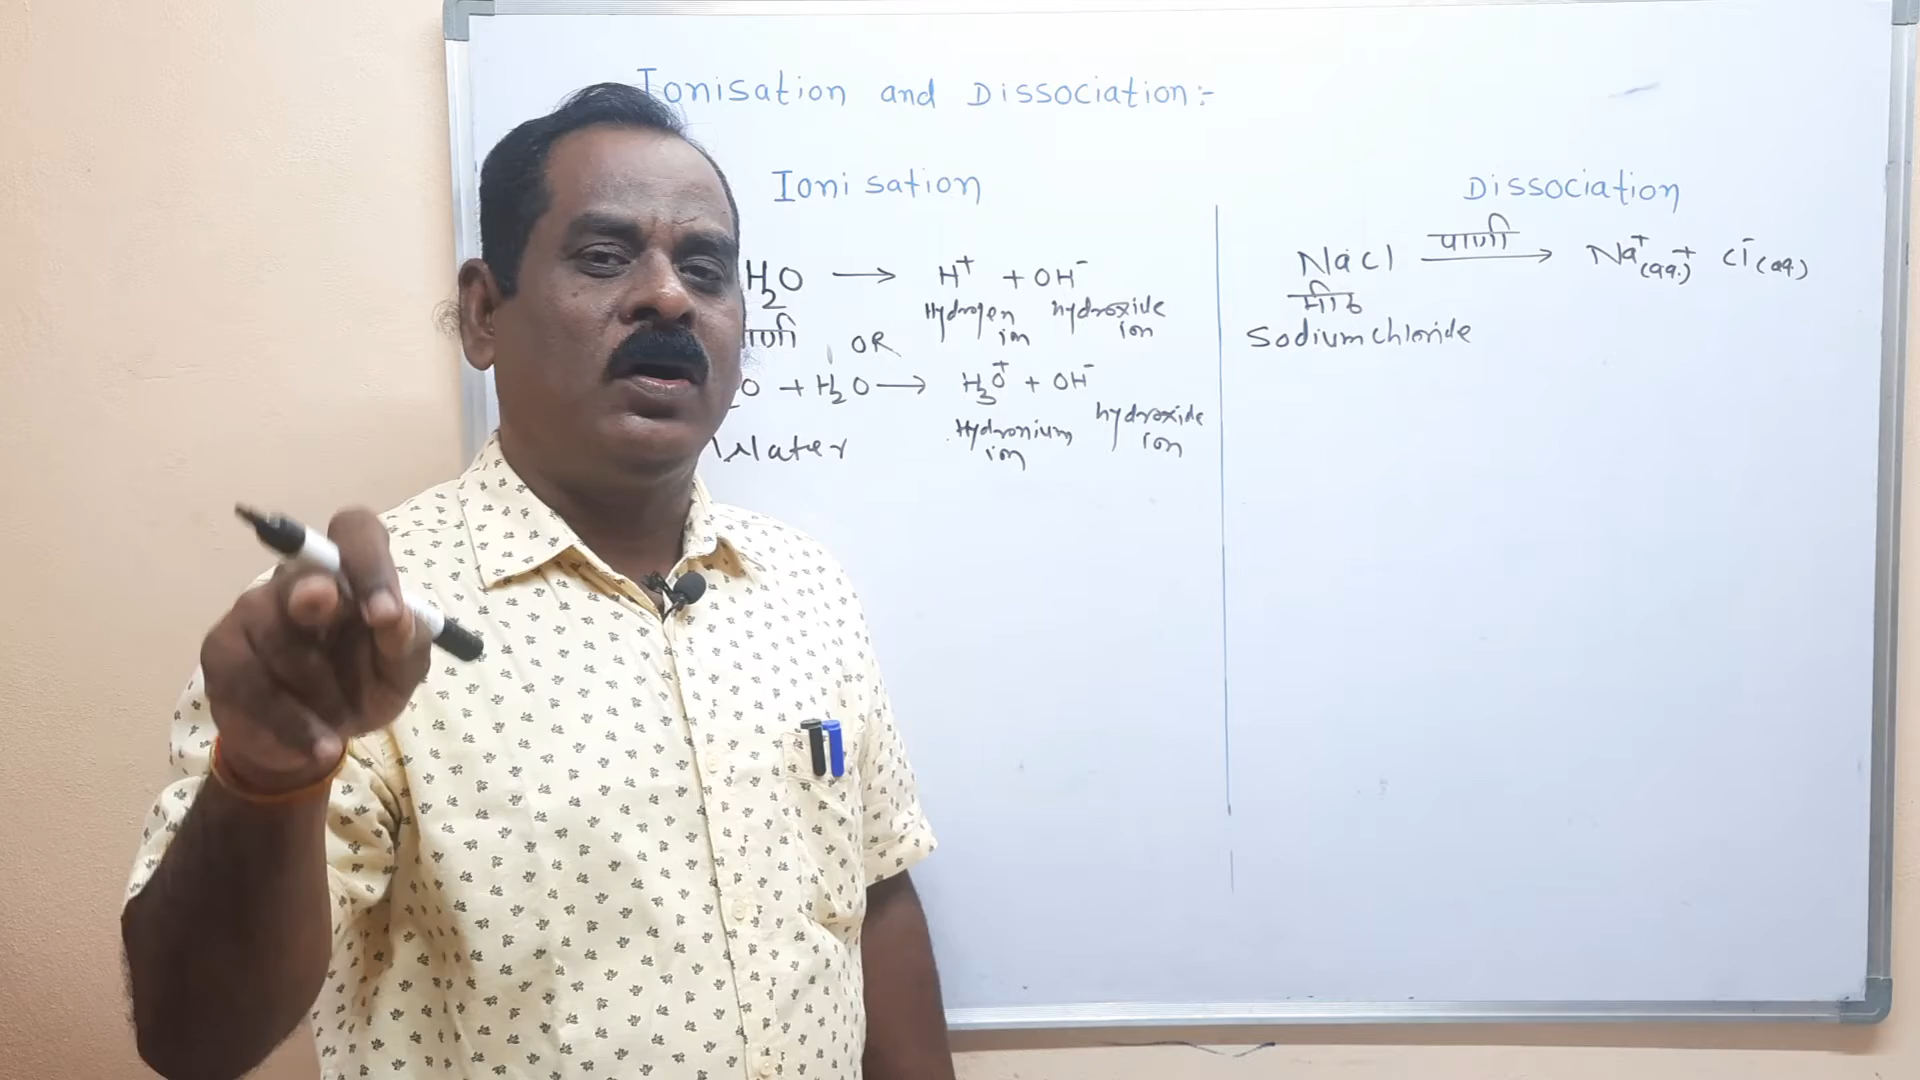 Ionisation and Dissociation:-
Ionisation
H₂O ⟶ H⁺ + OH⁻
Hydrogen ion hydroxide ion
OR
O + H₂O ⟶ H₃O⁺ + OH⁻
Water Hydronium ion hydroxide ion
Dissociation
NaCl पाणी ⟶ Na⁺(aq.) + Cl⁻(aq.)
मीठ
Sodium chloride